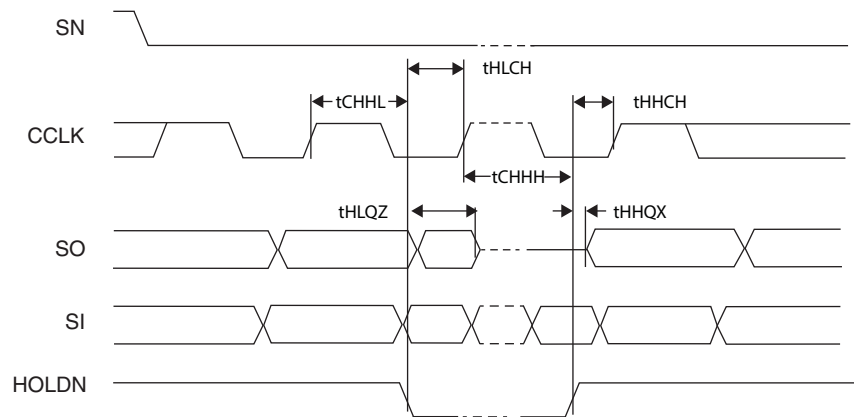 SN
tHLCH
tCHHL
tHHCH
CCLK
tCHHH
tHLQZ
tHHQX
SO
SI
HOLDN